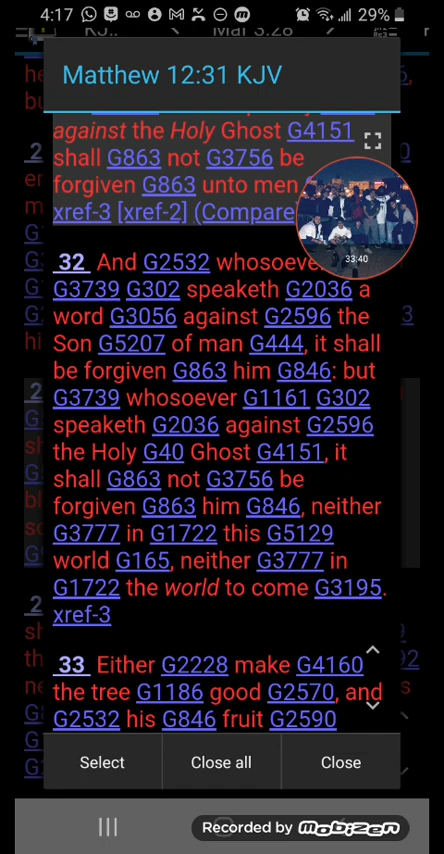 4:17
29%
KJ..
Mar 3.28
Matthew 12:31 KJV
against the Holy Ghost G4151
shall G863 not G3756 be
forgiven G863 unto men
xref-3 [xref-2] (Compare
33:40
32 And G2532 whosoever
G3739 G302 speaketh G2036 a
word G3056 against G2596 the
Son G5207 of man G444, it shall
be forgiven G863 him G846: but
G3739 whosoever G1161 G302
speaketh G2036 against G2596
the Holy G40 Ghost G4151, it
shall G863 not G3756 be
forgiven G863 him G846, neither
G3777 in G1722 this G5129
world G165, neither G3777 in
G1722 the world to come G3195.
xref-3
33 Either G2228 make G4160
the tree G1186 good G2570, and
G2532 his G846 fruit G2590
Select
Close all
Close
Recorded by Mobizen